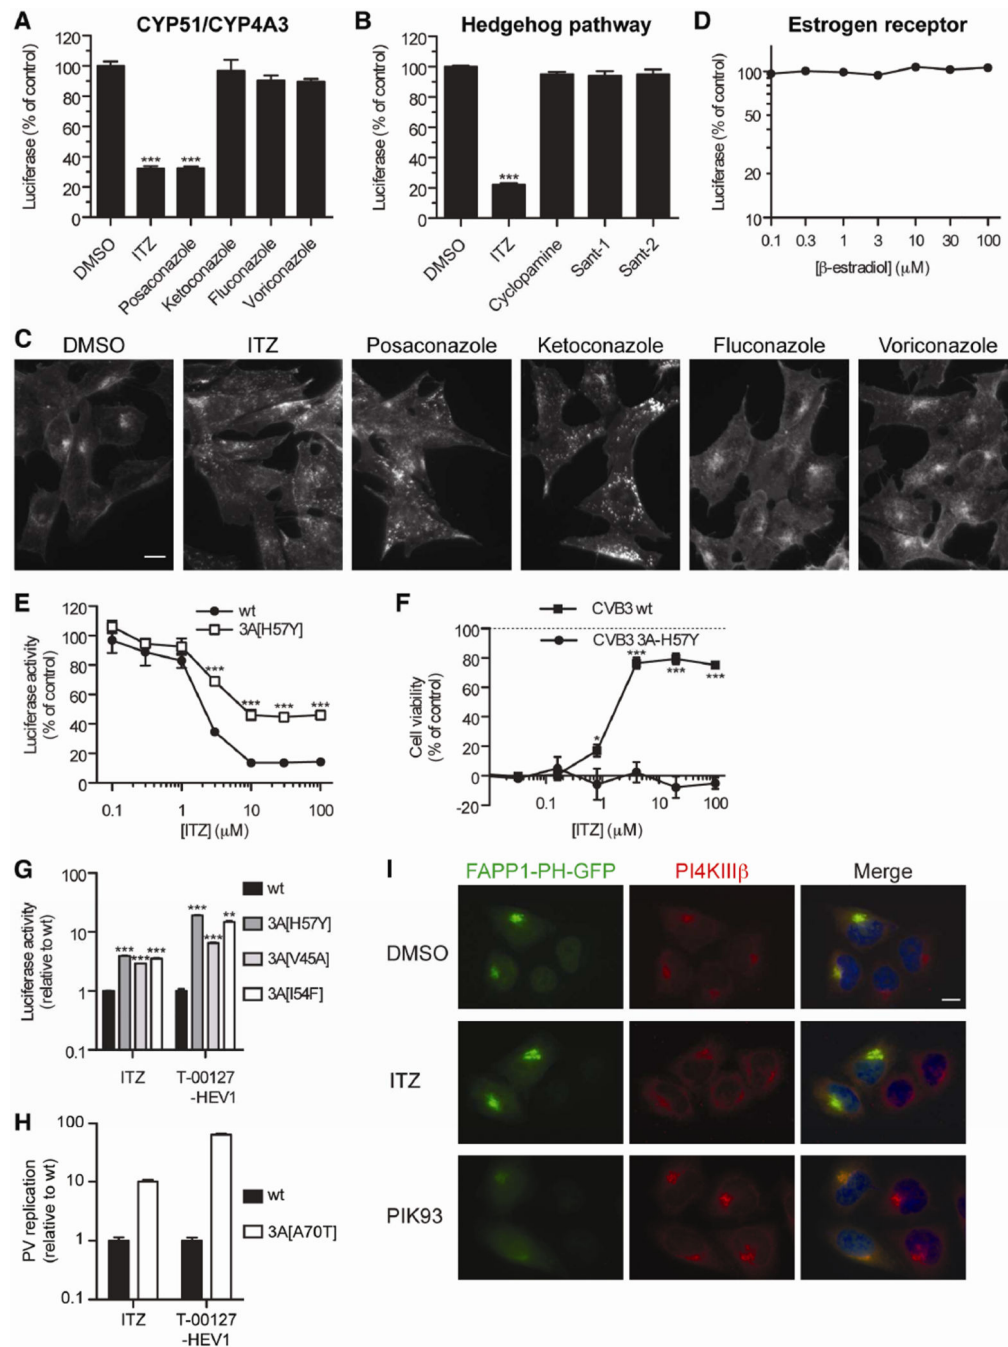 A CYP51/CYP4A3
Luciferase (% of control)
120
100
80
60
40
20
0
*** ***
DMSO
ITZ
Posaconazole
Ketoconazole
Fluconazole
Voriconazole
B Hedgehog pathway
Luciferase (% of control)
120
100
80
60
40
20
0
***
DMSO
ITZ
Cyclopamine
Sant-1
Sant-2
D Estrogen receptor
Luciferase (% of control)
100
50
20
10
0.1 0.3 1 3 10 30 100
[β-estradiol] (μM)
C DMSO ITZ Posaconazole Ketoconazole Fluconazole Voriconazole
E
Luciferase activity
(% of control)
120
100
80
60
40
20
0
wt
3A[H57Y]
*** *** *** ***
0.1 1 10 100
[ITZ] (μM)
F
CVB3 wt
CVB3 3A-H57Y
Cell viability
(% of control)
100
80
60
40
20
0
-20
* *** *** ***
0.1 1 10 100
[ITZ] (μM)
G
Luciferase activity
(relative to wt)
100
10
1
0.1
*** *** *** *** *** **
wt
3A[H57Y]
3A[V45A]
3A[I54F]
ITZ T-00127
-HEV1
H
PV replication
(relative to wt)
100
10
1
0.1
wt
3A[A70T]
ITZ T-00127
-HEV1
I FAPP1-PH-GFP PI4KIIIβ Merge
DMSO
ITZ
PIK93